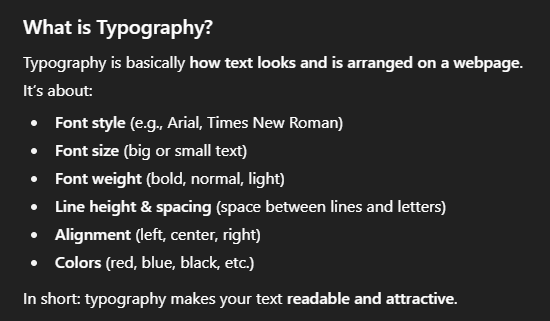 What is Typography?
Typography is basically how text looks and is arranged on a webpage.
It's about:
• Font style (e.g., Arial, Times New Roman)
• Font size (big or small text)
• Font weight (bold, normal, light)
• Line height & spacing (space between lines and letters)
• Alignment (left, center, right)
• Colors (red, blue, black, etc.)
In short: typography makes your text readable and attractive.